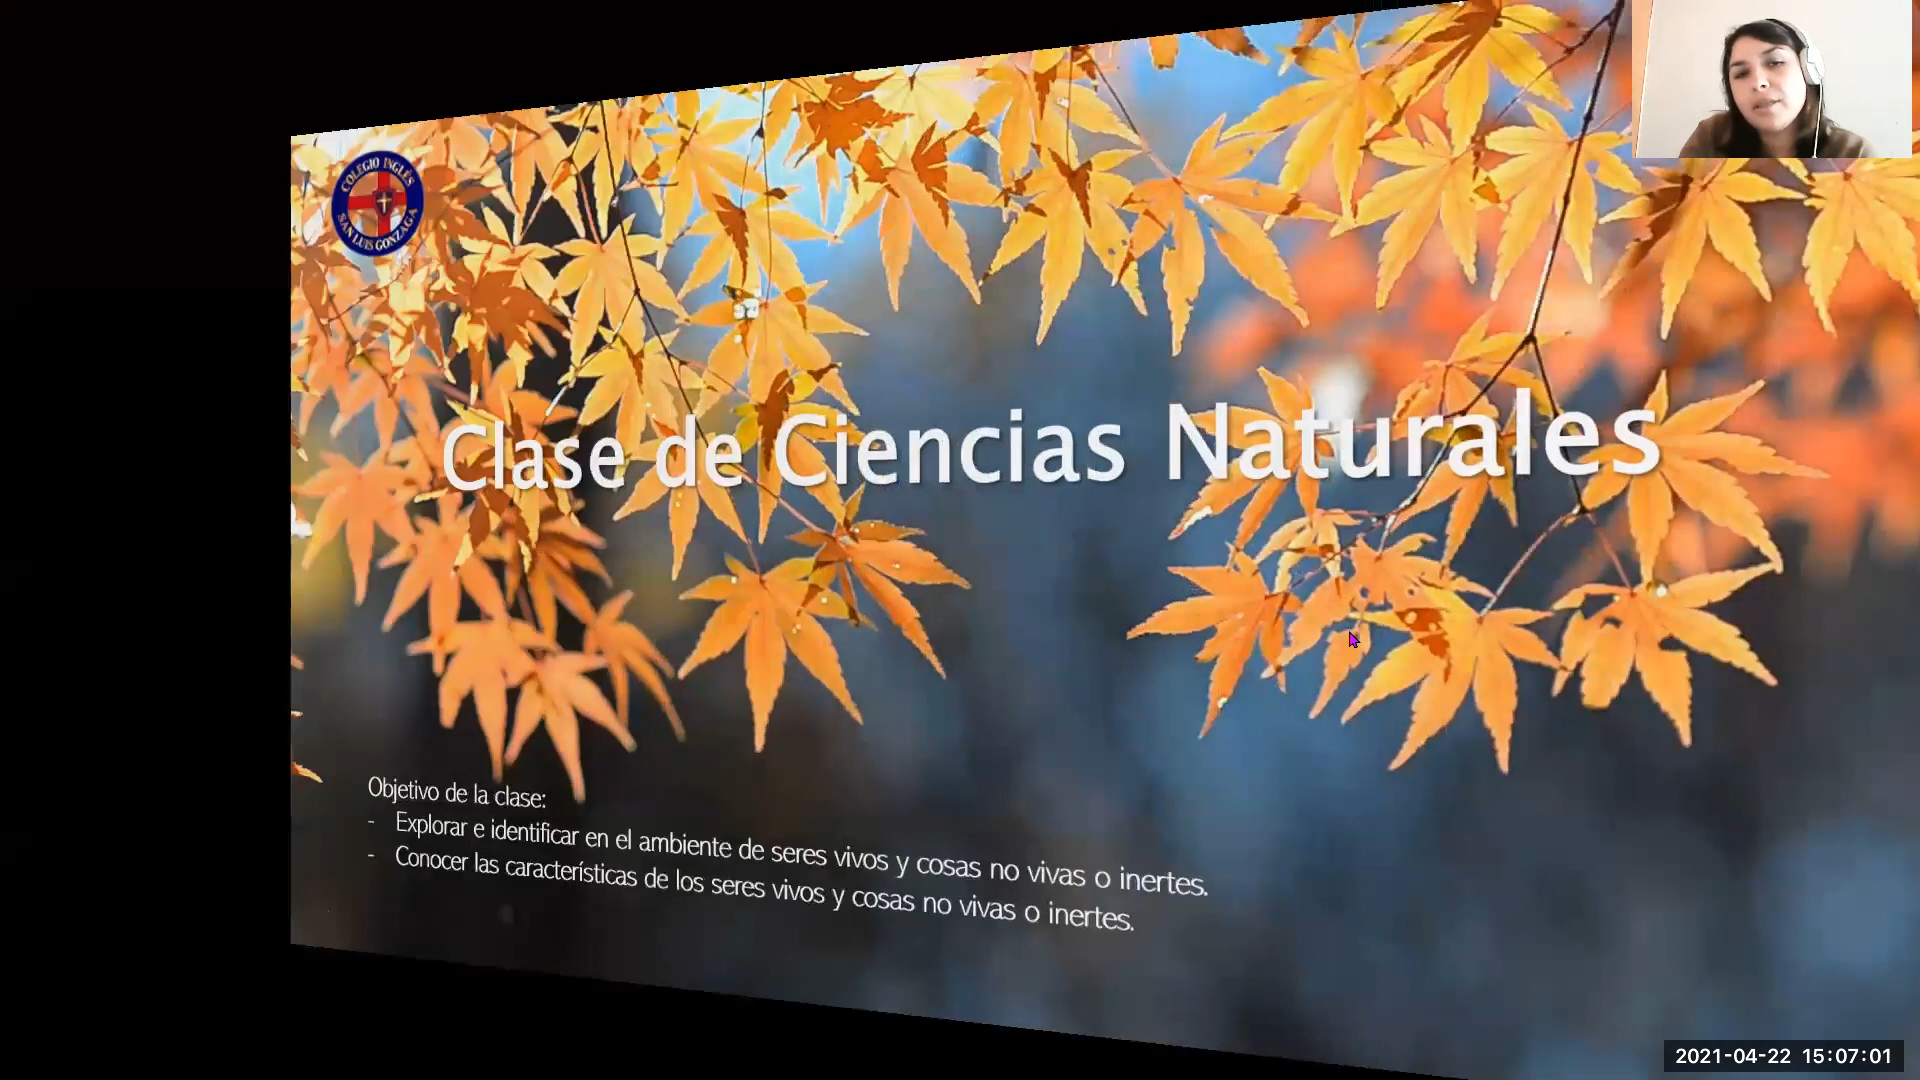 COLEGIO INGLÉS
SAN LUIS GONZAGA
Clase de Ciencias Naturales
Objetivo de la clase:
- Explorar e identificar en el ambiente de seres vivos y cosas no vivas o inertes.
- Conocer las características de los seres vivos y cosas no vivas o inertes.
2021-04-22 15:07:01